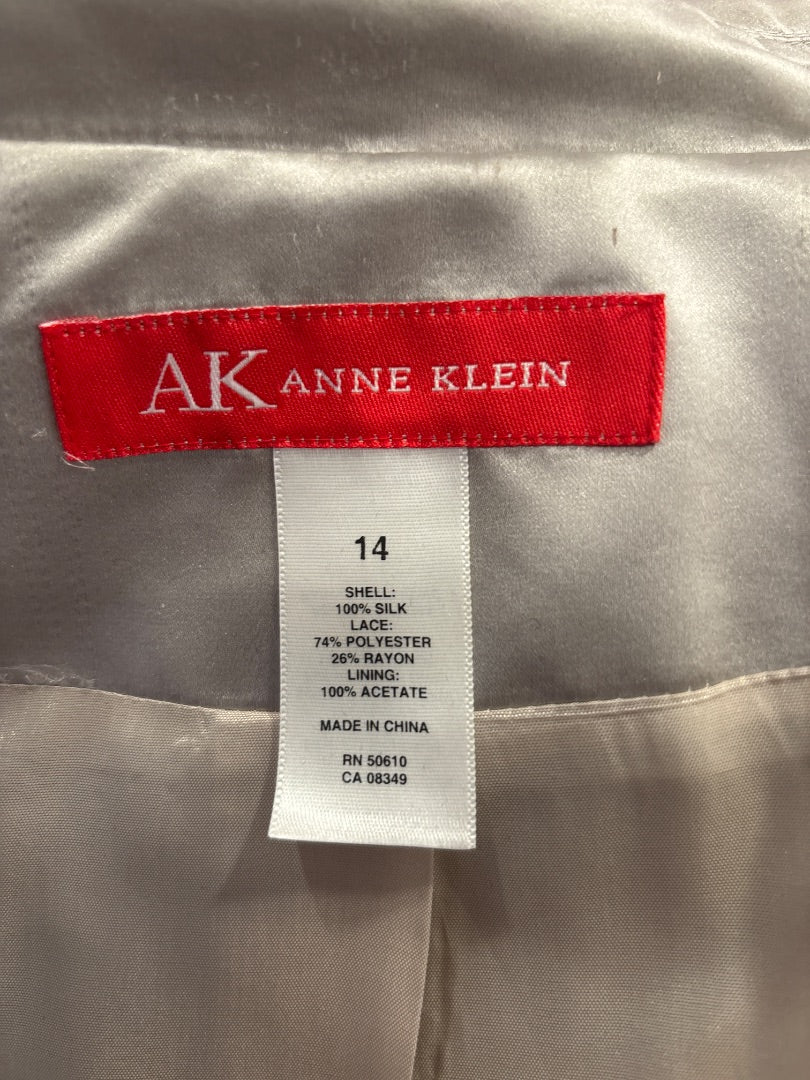 AK ANNE KLEIN
14
SHELL:
100% SILK
LACE:
74% POLYESTER
26% RAYON
LINING:
100% ACETATE
MADE IN CHINA
RN 50610
CA 08349